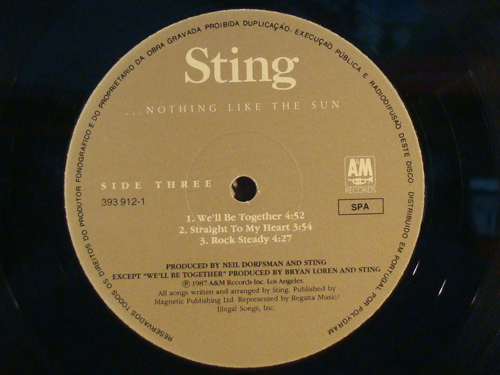 Sting
...NOTHING LIKE THE SUN
SIDE THREE
393 912-1
A&M
RECORDS
SPA
1. We'll Be Together 4:52
2. Straight To My Heart 3:54
3. Rock Steady 4:27
PRODUCED BY NEIL DORFSMAN AND STING
EXCEPT "WE'LL BE TOGETHER" PRODUCED BY BRYAN LOREN AND STING
Ⓟ 1987 A&M Records Inc. Los Angeles.
All songs written and arranged by Sting. Published by
Magnetic Publishing Ltd. Represented by Regatta Music/
Illegal Songs, Inc.
RESERVADOS TODOS OS DIREITOS DO PRODUTOR FONOGRAFICO E DO PROPRIETARIO DA OBRA GRAVADA PROIBIDA DUPLICAÇÃO, EXECUÇÃO PÚBLICA E RADIODIFUSÃO DESTE DISCO DISTRIBUIDO EM PORTUGAL POR POLYGRAM